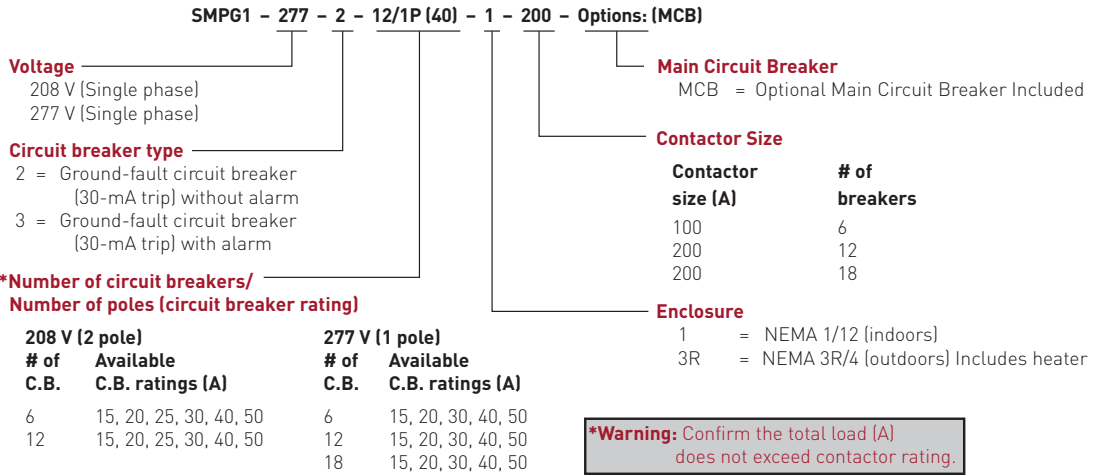 SMPG1 – 277 – 2 – 12/1P (40) – 1 – 200 – Options: (MCB)
Voltage
208 V (Single phase)
277 V (Single phase)
Circuit breaker type
2 = Ground-fault circuit breaker
(30-mA trip) without alarm
3 = Ground-fault circuit breaker
(30-mA trip) with alarm
*Number of circuit breakers/
Number of poles (circuit breaker rating)
208 V (2 pole)
# of Available
C.B. C.B. ratings (A)
6 15, 20, 25, 30, 40, 50
12 15, 20, 25, 30, 40, 50
277 V (1 pole)
# of Available
C.B. C.B. ratings (A)
6 15, 20, 30, 40, 50
12 15, 20, 30, 40, 50
18 15, 20, 30, 40, 50
Main Circuit Breaker
MCB = Optional Main Circuit Breaker Included
Contactor Size
Contactor # of
size (A) breakers
100 6
200 12
200 18
Enclosure
1 = NEMA 1/12 (indoors)
3R = NEMA 3R/4 (outdoors) Includes heater
*Warning: Confirm the total load (A)
does not exceed contactor rating.